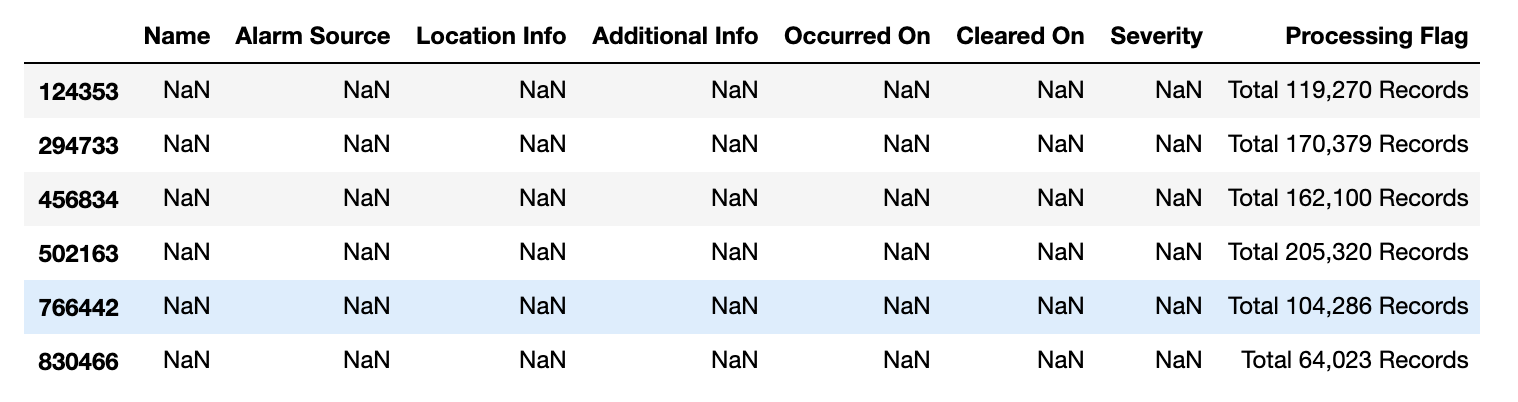 Name Alarm Source Location Info Additional Info Occurred On Cleared On Severity Processing Flag
124353 NaN NaN NaN NaN NaN NaN NaN Total 119,270 Records
294733 NaN NaN NaN NaN NaN NaN NaN Total 170,379 Records
456834 NaN NaN NaN NaN NaN NaN NaN Total 162,100 Records
502163 NaN NaN NaN NaN NaN NaN NaN Total 205,320 Records
766442 NaN NaN NaN NaN NaN NaN NaN Total 104,286 Records
830466 NaN NaN NaN NaN NaN NaN NaN Total 64,023 Records